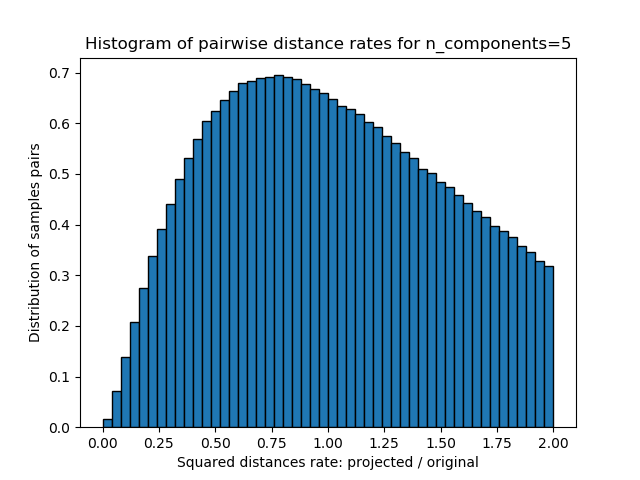 Histogram of pairwise distance rates for n_components=5
Distribution of samples pairs
0.7
0.6
0.5
0.4
0.3
0.2
0.1
0.0
0.00 0.25 0.50 0.75 1.00 1.25 1.50 1.75 2.00
Squared distances rate: projected / original